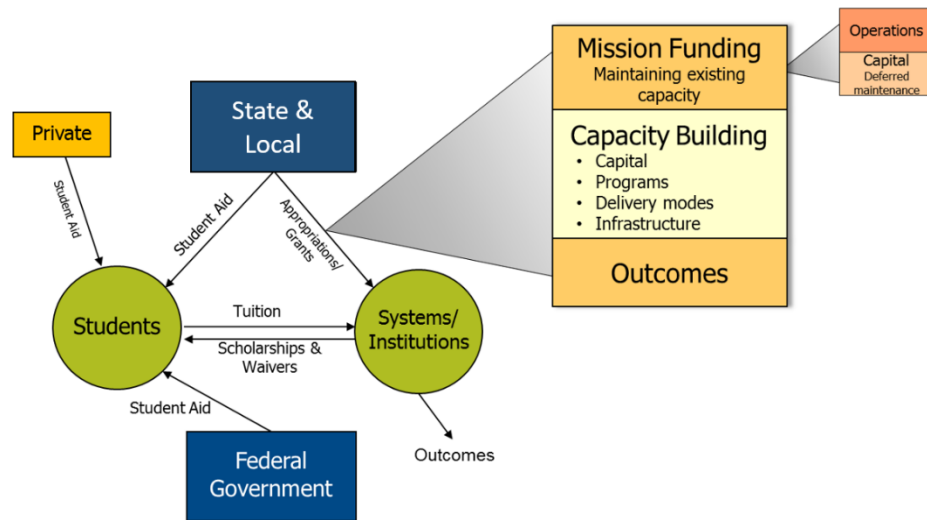 Private
Student Aid
State &
Local
Student Aid
Appropriations/
Grants
Students
Tuition
Scholarships &
Waivers
Systems/
Institutions
Student Aid
Federal
Government
Outcomes
Mission Funding
Maintaining existing
capacity
Capacity Building
• Capital
• Programs
• Delivery modes
• Infrastructure
Outcomes
Operations
Capital
Deferred
maintenance